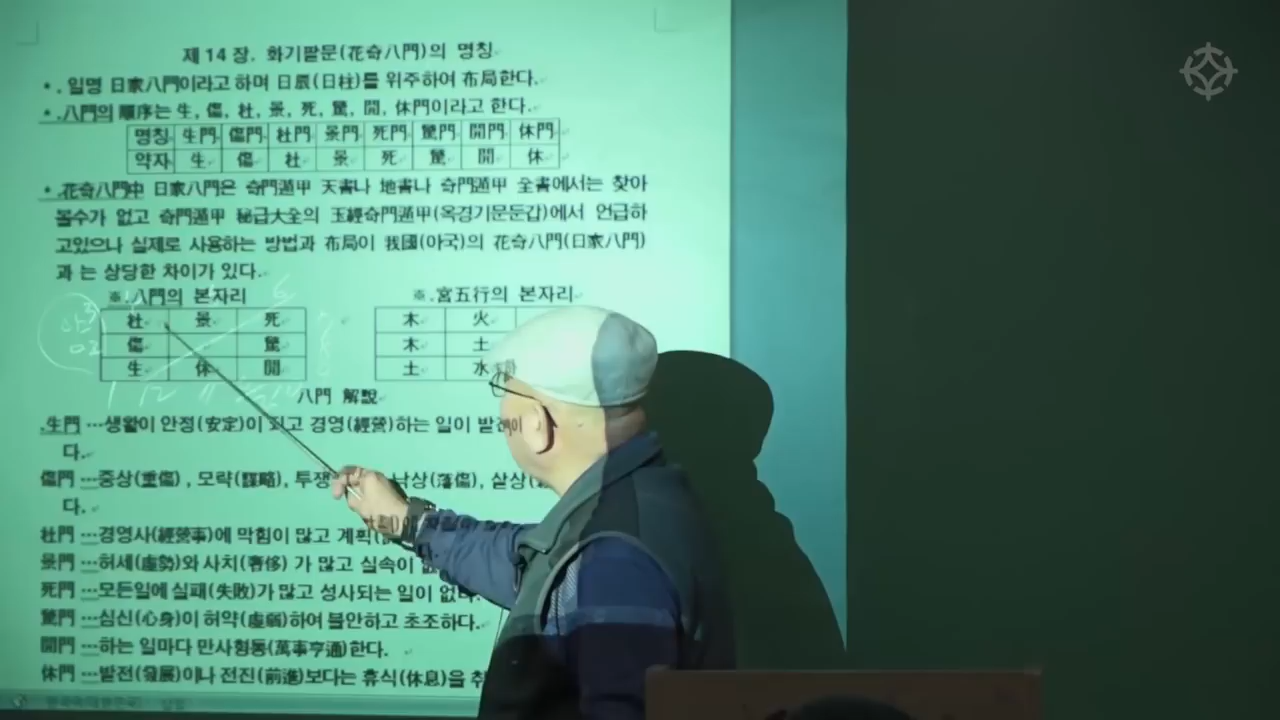 제 14 장. 화기팔문(花奇八門)의 명칭
*. 일명 日家八門이라고 하며 日辰(日柱)를 위주하여 布局한다.
*. 八門의 順序는 生, 傷, 杜, 景, 死, 驚, 開, 休門이라고 한다.
명칭 生門 傷門 杜門 景門 死門 驚門 開門 休門
약자 生 傷 杜 景 死 驚 開 休
*. 花奇八門中 日家八門은 奇門遁甲 天書나 地書나 奇門遁甲 全書에서는 찾아
볼수가 없고 奇門遁甲 秘急大全의 玉經奇門遁甲(옥경기문둔갑)에서 언급하
고있으나 실제로 사용하는 방법과 布局이 我國(아국)의 花奇八門(日家八門)
과 는 상당한 차이가 있다.
※.八門의 본자리 ※.宮五行의 본자리
杜 景 死 木 火
傷 驚 木 土
生 休 開 土 水
八門 解說
.生門 …생활이 안정(安定)이 되고 경영(經營)하는 일이
다.
傷門 …중상(重傷), 모략(謀略), 투쟁 낙상(落傷), 살상
다.
杜門 …경영사(經營事)에 막힘이 많고 계획
景門 …허세(虛勢)와 사치(奢侈) 가 많고 실속이
死門 …모든일에 실패(失敗)가 많고 성사되는 일이 없다.
驚門 …심신(心身)이 허약(虛弱)하여 불안하고 초조하다.
開門 …하는 일마다 만사형통(萬事亨通)한다.
休門 …발전(發展)이나 전진(前進)보다는 휴식(休息)을